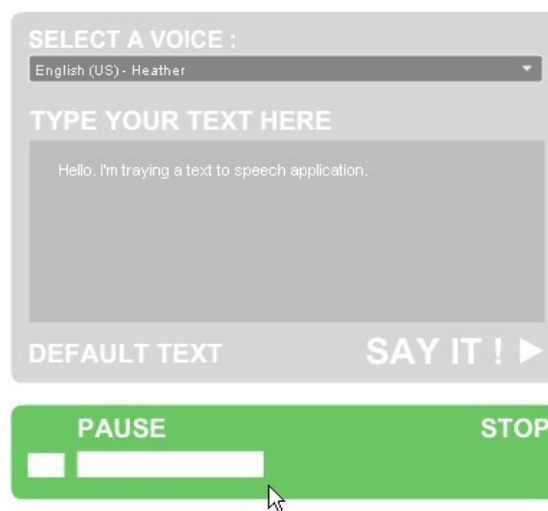 SELECT A VOICE :
English (US) - Heather
TYPE YOUR TEXT HERE
Hello. I'm traying a text to speech application.
DEFAULT TEXT
SAY IT !
PAUSE
STOP